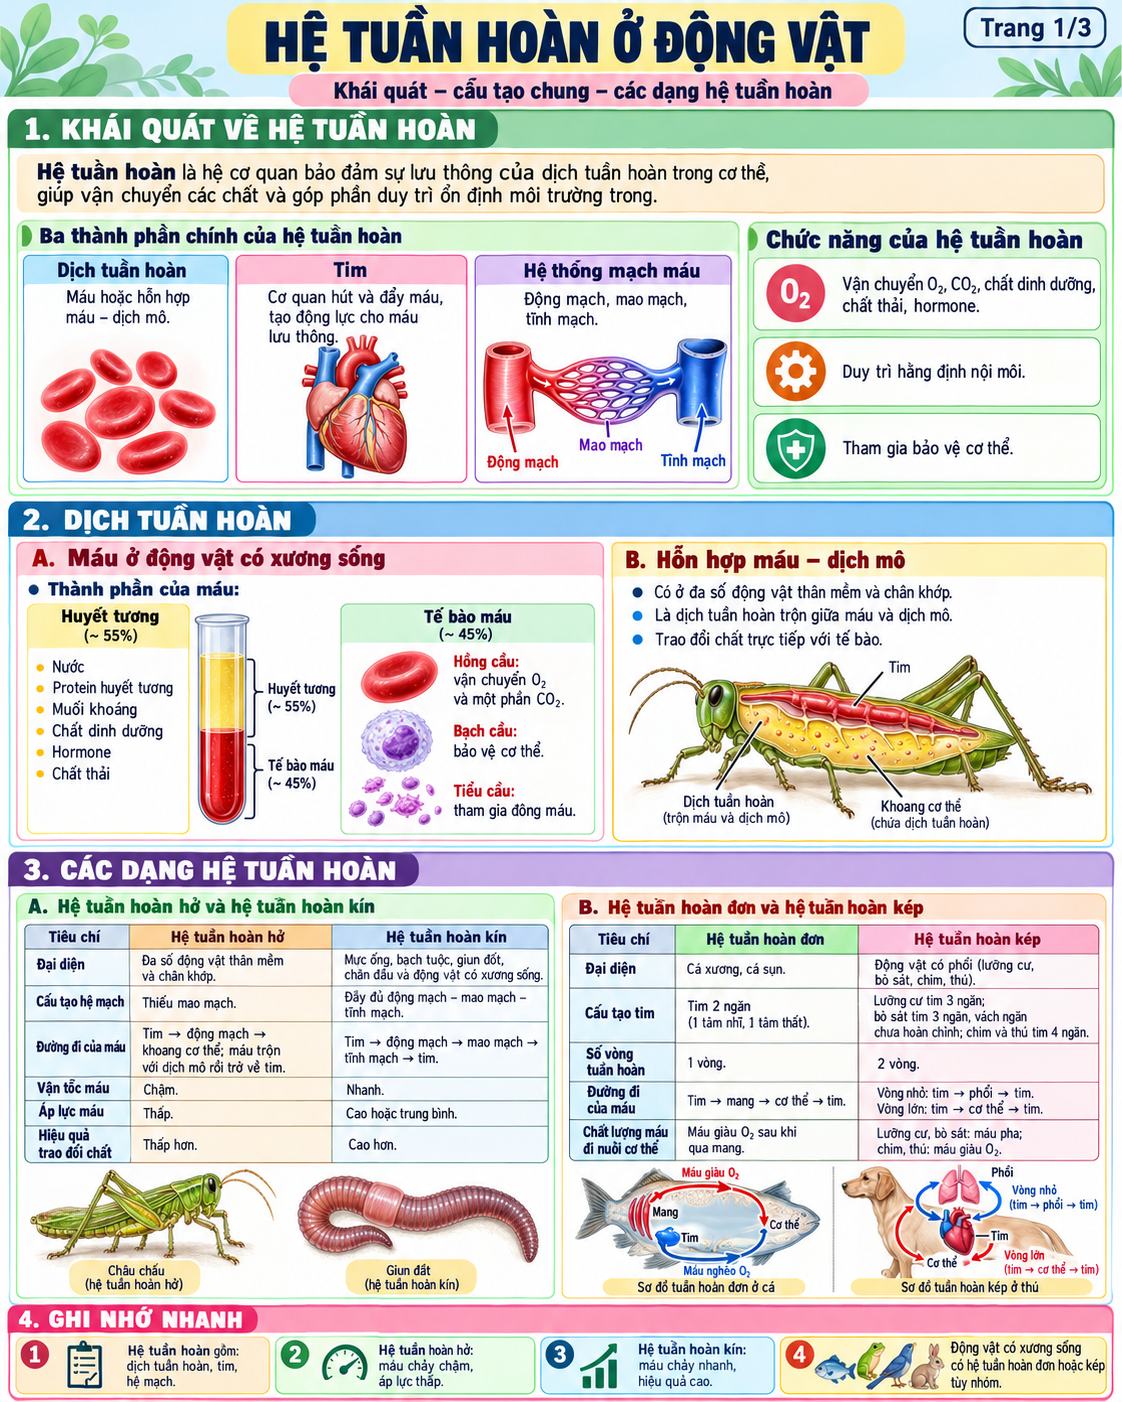 HỆ TUẦN HOÀN Ở ĐỘNG VẬT
Trang 1/3
Khái quát – cấu tạo chung – các dạng hệ tuần hoàn
1. KHÁI QUÁT VỀ HỆ TUẦN HOÀN
Hệ tuần hoàn là hệ cơ quan bảo đảm sự lưu thông của dịch tuần hoàn trong cơ thể,
giúp vận chuyển các chất và góp phần duy trì ổn định môi trường trong.
Ba thành phần chính của hệ tuần hoàn
Dịch tuần hoàn
Máu hoặc hỗn hợp
máu – dịch mô.
Tim
Cơ quan hút và đẩy máu,
tạo động lực cho máu
lưu thông.
Hệ thống mạch máu
Động mạch, mao mạch,
tĩnh mạch.
Động mạch
Mao mạch
Tĩnh mạch
Chức năng của hệ tuần hoàn
O₂
Vận chuyển O₂, CO₂, chất dinh dưỡng,
chất thải, hormone.
Duy trì hằng định nội môi.
Tham gia bảo vệ cơ thể.
2. DỊCH TUẦN HOÀN
A. Máu ở động vật có xương sống
• Thành phần của máu:
Huyết tương
(~ 55%)
• Nước
• Protein huyết tương
• Muối khoáng
• Chất dinh dưỡng
• Hormone
• Chất thải
Huyết tương
(~ 55%)
Tế bào máu
(~ 45%)
Tế bào máu
(~ 45%)
Hồng cầu:
vận chuyển O₂
và một phần CO₂.
Bạch cầu:
bảo vệ cơ thể.
Tiểu cầu:
tham gia đông máu.
B. Hỗn hợp máu – dịch mô
• Có ở đa số động vật thân mềm và chân khớp.
• Là dịch tuần hoàn trộn giữa máu và dịch mô.
• Trao đổi chất trực tiếp với tế bào.
Tim
Dịch tuần hoàn
(trộn máu và dịch mô)
Khoang cơ thể
(chứa dịch tuần hoàn)
3. CÁC DẠNG HỆ TUẦN HOÀN
A. Hệ tuần hoàn hở và hệ tuần hoàn kín
Tiêu chí
Hệ tuần hoàn hở
Hệ tuần hoàn kín
Đại diện
Đa số động vật thân mềm
và chân khớp.
Mực ống, bạch tuộc, giun đốt,
chân đầu và động vật có xương sống.
Cấu tạo hệ mạch
Thiếu mao mạch.
Đầy đủ động mạch – mao mạch –
tĩnh mạch.
Đường đi của máu
Tim → động mạch →
khoang cơ thể; máu trộn
với dịch mô rồi trở về tim.
Tim → động mạch → mao mạch →
tĩnh mạch → tim.
Vận tốc máu
Chậm.
Nhanh.
Áp lực máu
Thấp.
Cao hoặc trung bình.
Hiệu quả
trao đổi chất
Thấp hơn.
Cao hơn.
Châu chấu
(hệ tuần hoàn hở)
Giun đất
(hệ tuần hoàn kín)
B. Hệ tuần hoàn đơn và hệ tuần hoàn kép
Tiêu chí
Hệ tuần hoàn đơn
Hệ tuần hoàn kép
Đại diện
Cá xương, cá sụn.
Động vật có phổi (lưỡng cư,
bò sát, chim, thú).
Cấu tạo tim
Tim 2 ngăn
(1 tâm nhĩ, 1 tâm thất).
Lưỡng cư tim 3 ngăn;
bò sát tim 3 ngăn, vách ngăn
chưa hoàn chỉnh; chim và thú tim 4 ngăn.
Số vòng
tuần hoàn
1 vòng.
2 vòng.
Đường đi
của máu
Tim → mang → cơ thể → tim.
Vòng nhỏ: tim → phổi → tim.
Vòng lớn: tim → cơ thể → tim.
Chất lượng máu
đi nuôi cơ thể
Máu giàu O₂ sau khi
qua mang.
Lưỡng cư, bò sát: máu pha;
chim, thú: máu giàu O₂.
Máu giàu O₂
Mang
Tim
Cơ thể
Máu nghèo O₂
Sơ đồ tuần hoàn đơn ở cá
Phổi
Vòng nhỏ
(tim → phổi → tim)
Tim
Cơ thể
Vòng lớn
(tim → cơ thể → tim)
Sơ đồ tuần hoàn kép ở thú
4. GHI NHỚ NHANH
1
Hệ tuần hoàn gồm:
dịch tuần hoàn, tim,
hệ mạch.
2
Hệ tuần hoàn hở:
máu chảy chậm,
áp lực thấp.
3
Hệ tuần hoàn kín:
máu chảy nhanh,
hiệu quả cao.
4
Động vật có xương sống
có hệ tuần hoàn đơn hoặc kép
tùy nhóm.